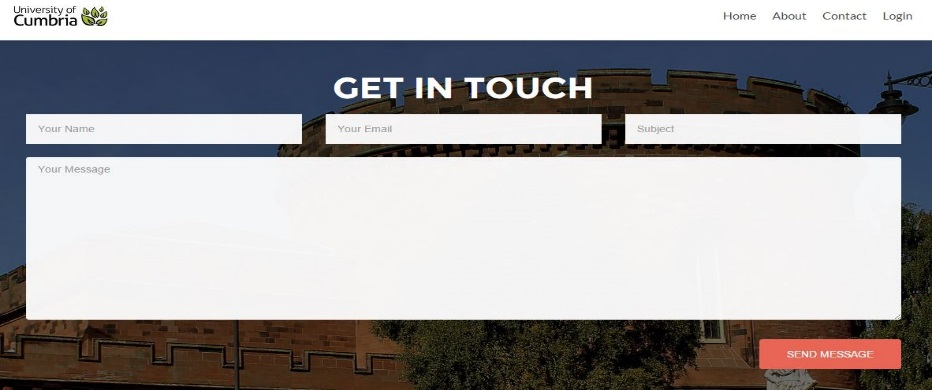 University of
Cumbria
Home About Contact Login
GET IN TOUCH
Your Name Your Email Subject
Your Message
SEND MESSAGE